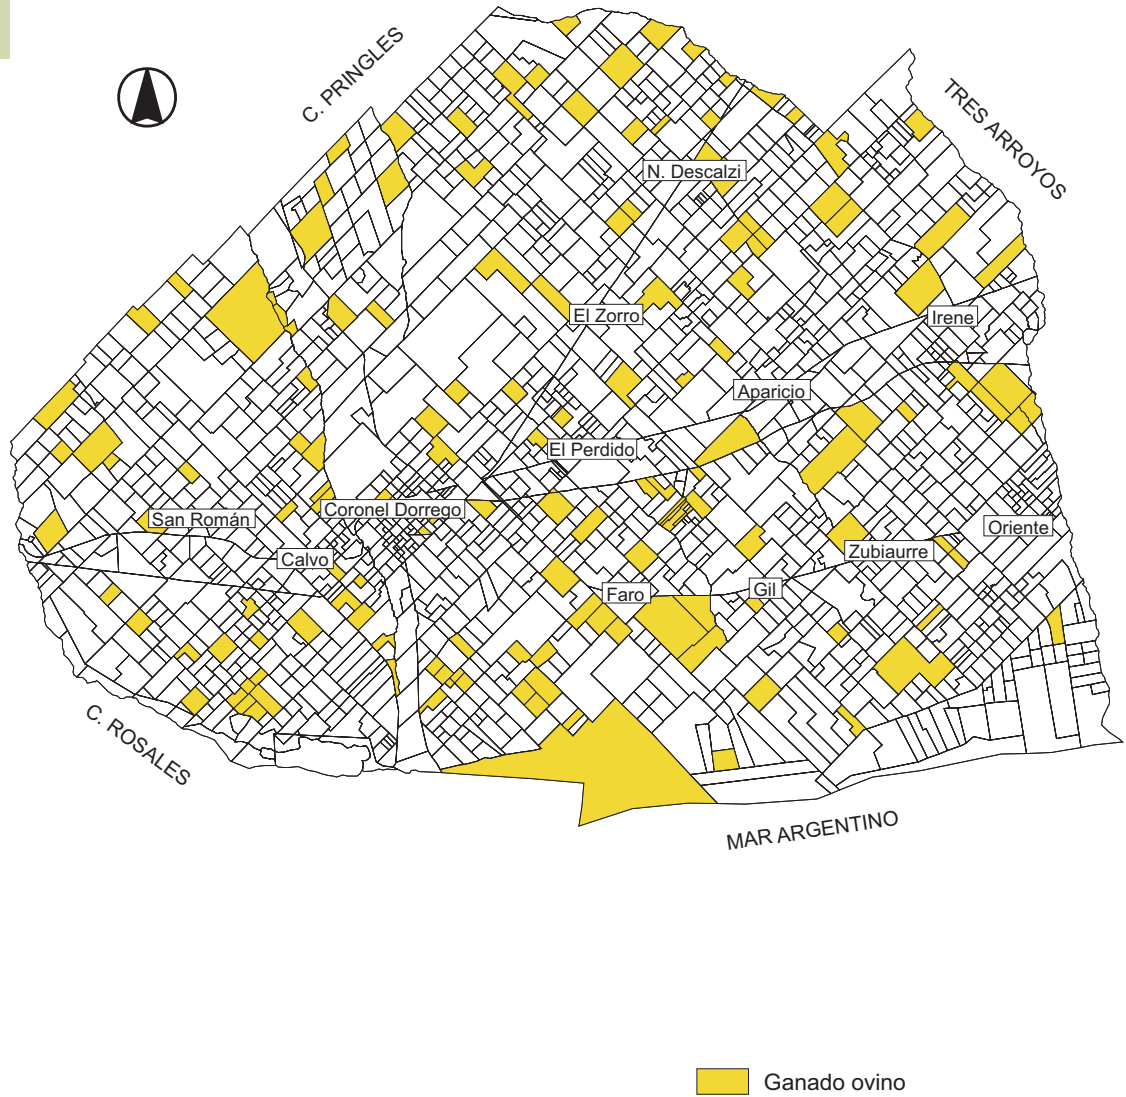 C. PRINGLES
TRES ARROYOS
N. Descalzi
El Zorro
Irene
Aparicio
El Perdido
Coronel Dorrego
San Román
Oriente
Calvo
Zubiaurre
Faro
Gil
C. ROSALES
MAR ARGENTINO
Ganado ovino